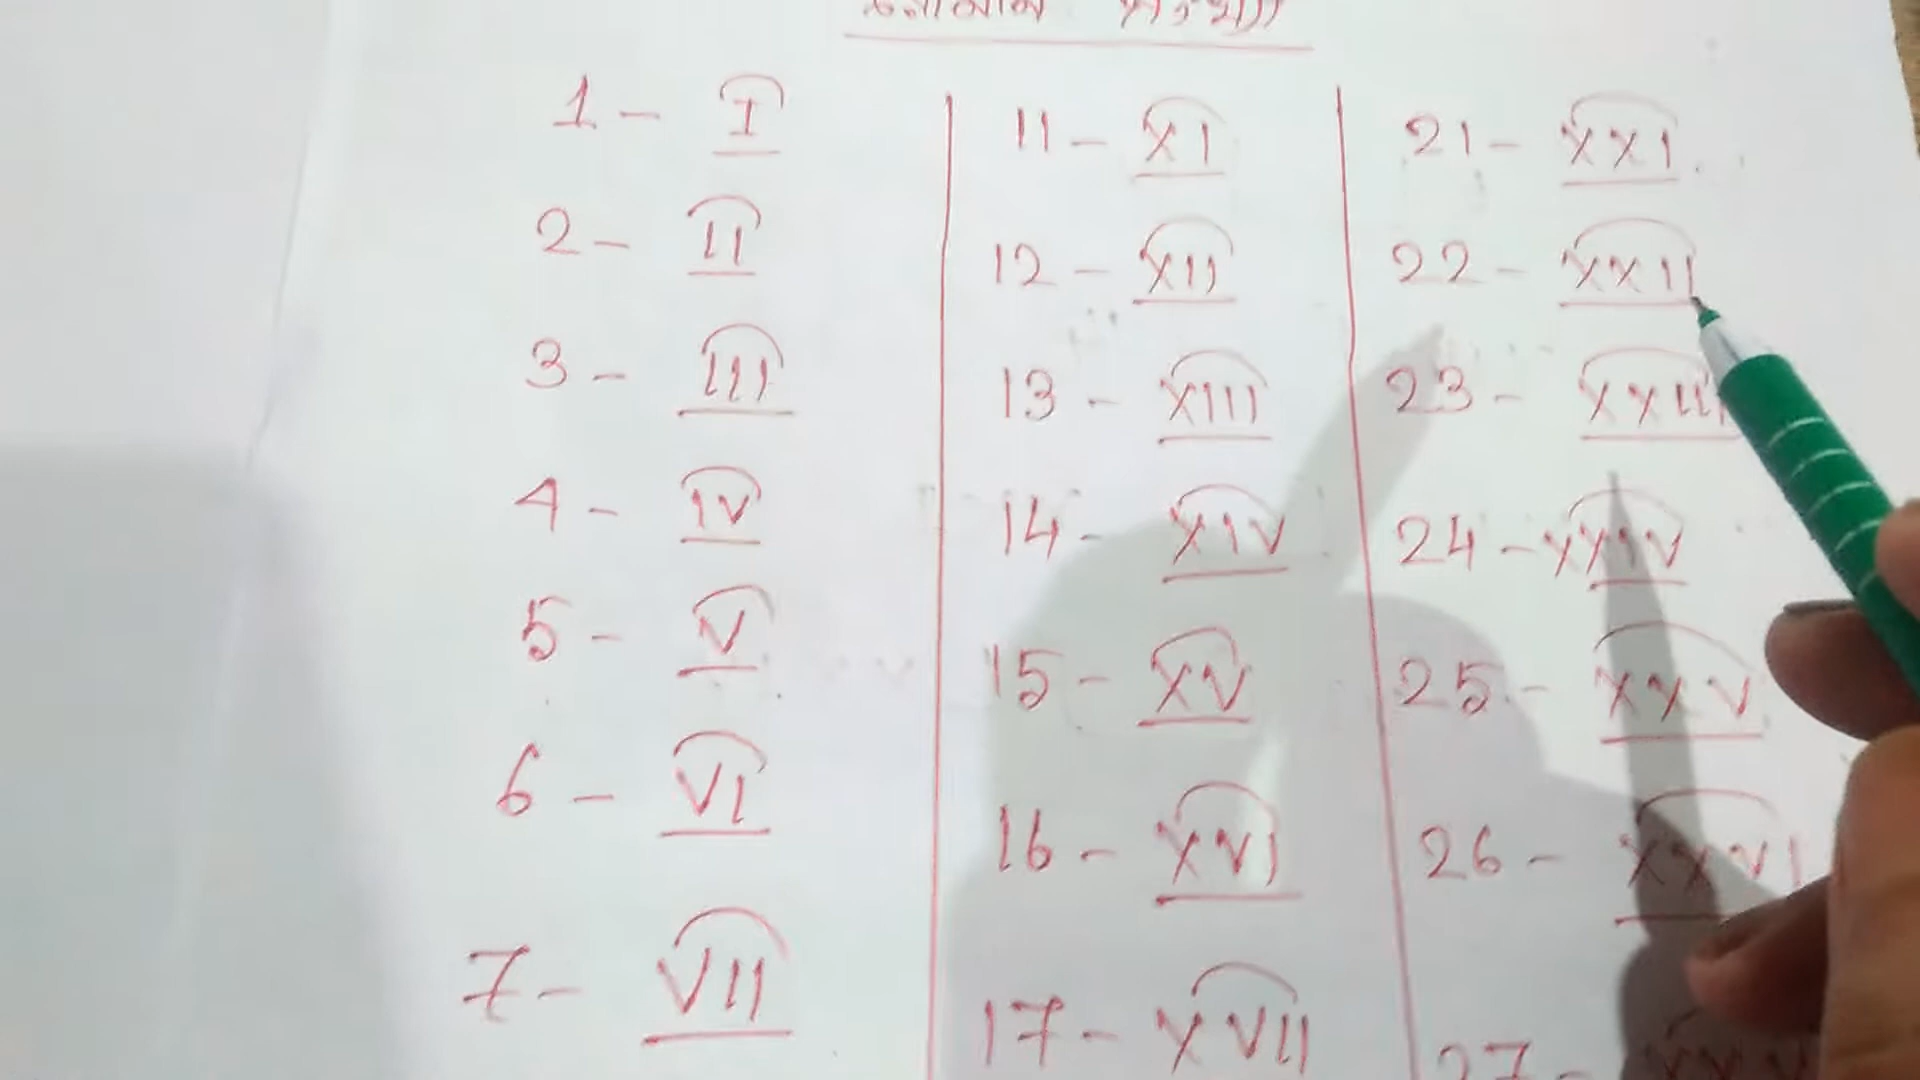 1 - I
2 - II
3 - III
4 - IV
5 - V
6 - VI
7 - VII
11 - XI
12 - XII
13 - XIII
14 - XIV
15 - XV
16 - XVI
17 - XVII
21 - XXI
22 - XXII
23 - XXIII
24 - XXIV
25 - XXV
26 - XXVI
27 -